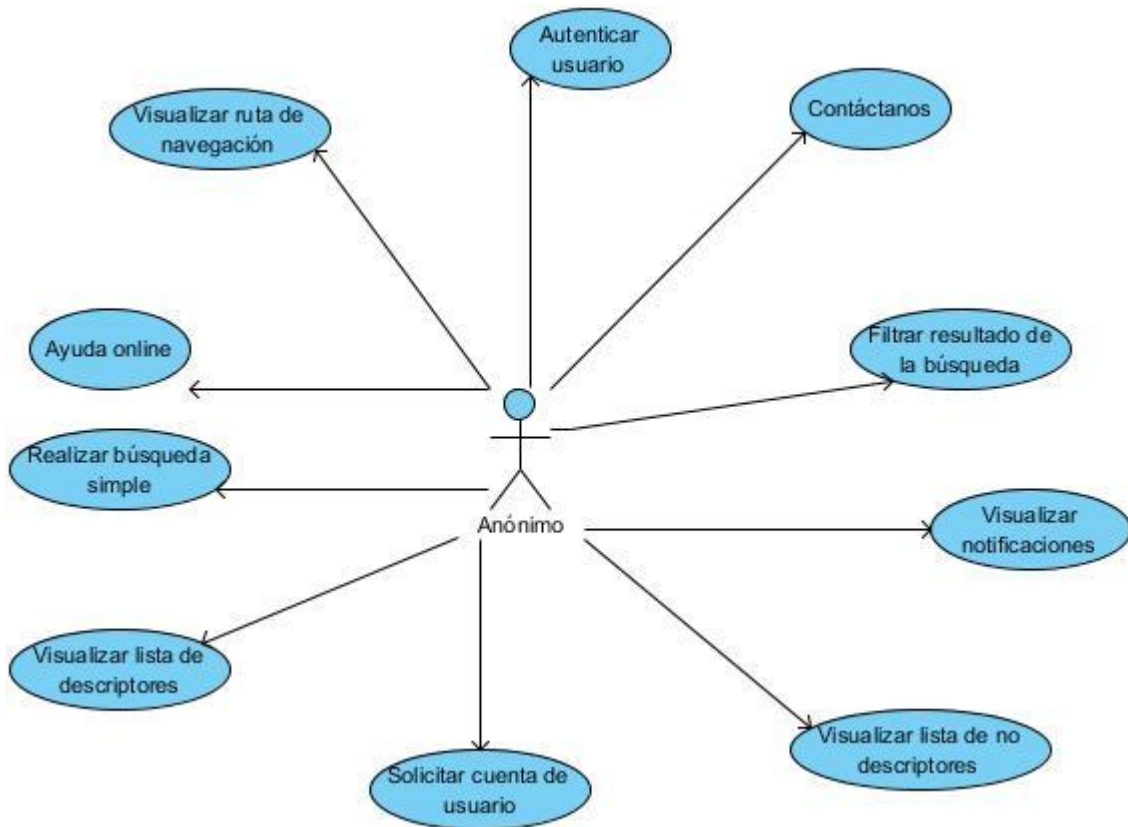 Autenticar
usuario
Contáctanos
Visualizar ruta de
navegación
Ayuda online
Filtrar resultado de
la búsqueda
Realizar búsqueda
simple
Anónimo
Visualizar
notificaciones
Visualizar lista de
descriptores
Visualizar lista de no
descriptores
Solicitar cuenta de
usuario